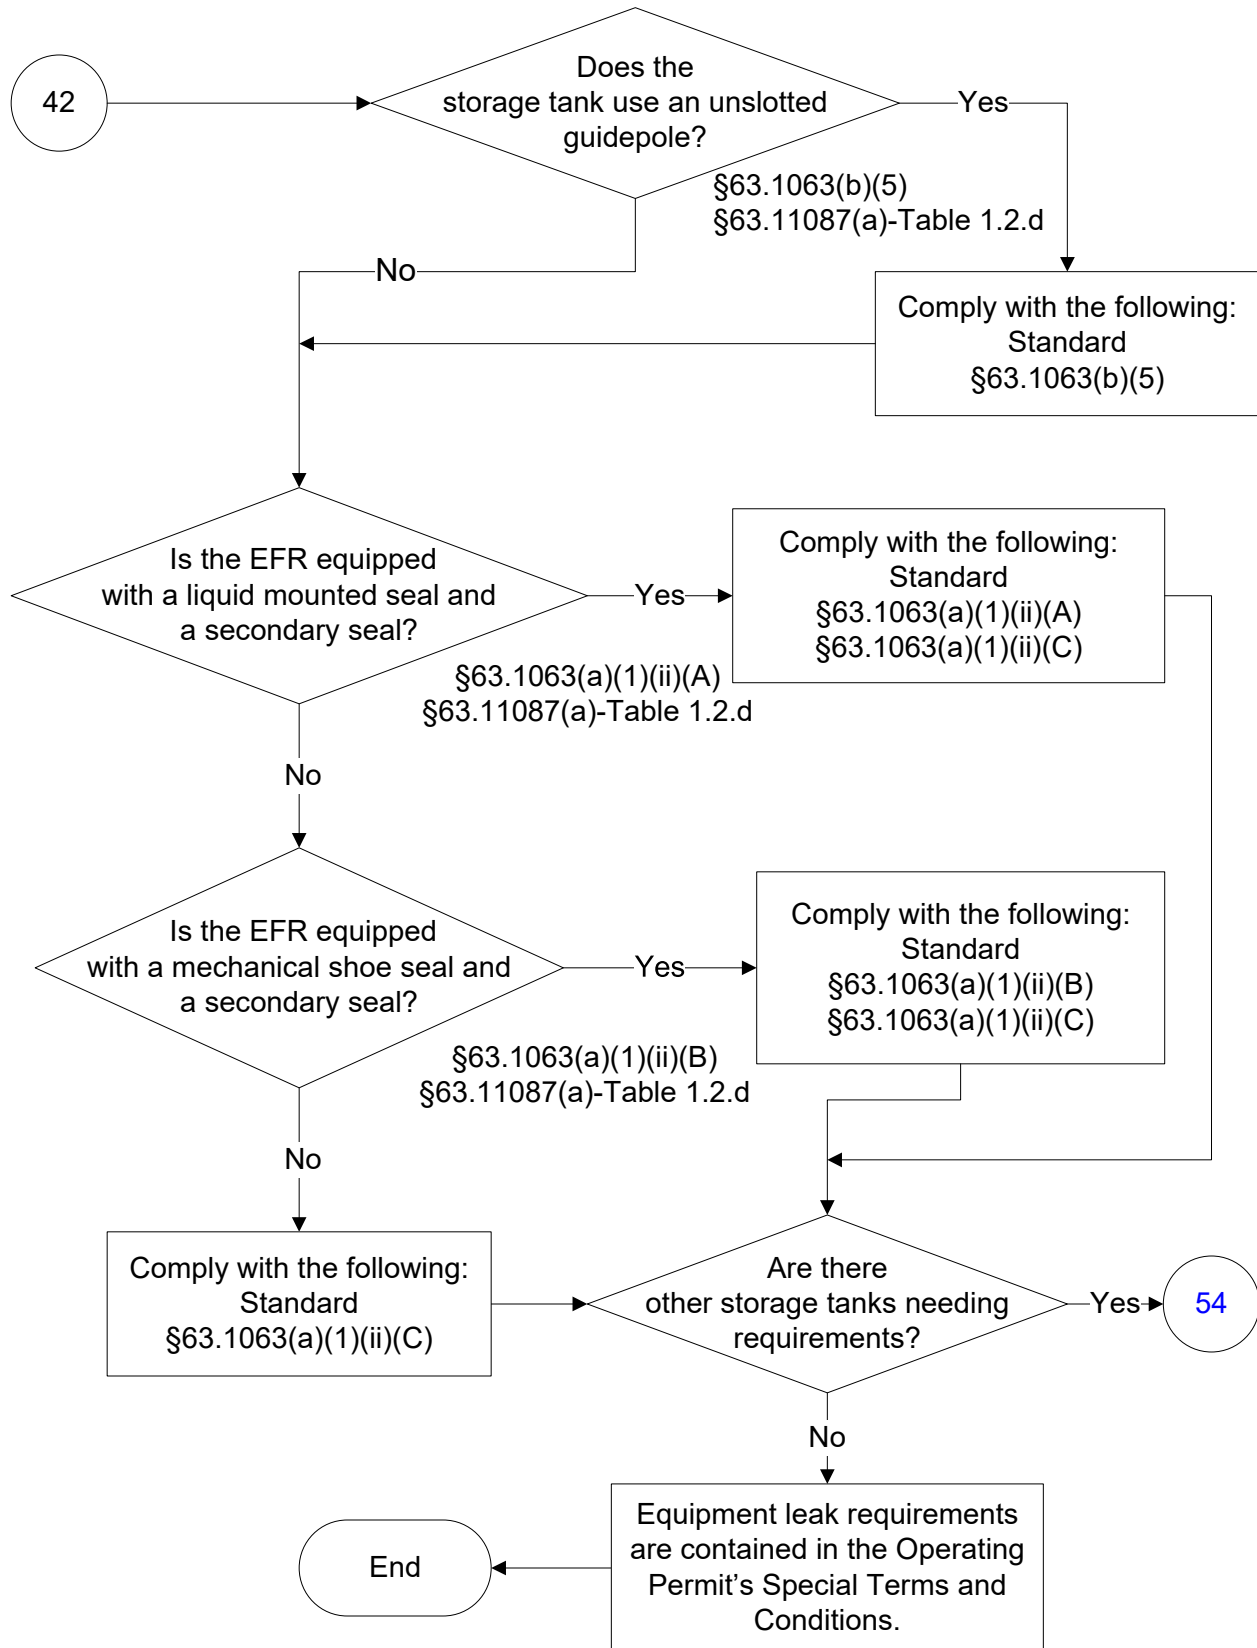 42
Does the
storage tank use an unslotted
guidepole?
Yes
§63.1063(b)(5)
§63.11087(a)-Table 1.2.d
No
Comply with the following:
Standard
§63.1063(b)(5)
Is the EFR equipped
with a liquid mounted seal and
a secondary seal?
Yes
Comply with the following:
Standard
§63.1063(a)(1)(ii)(A)
§63.1063(a)(1)(ii)(C)
§63.1063(a)(1)(ii)(A)
§63.11087(a)-Table 1.2.d
No
Is the EFR equipped
with a mechanical shoe seal and
a secondary seal?
Yes
Comply with the following:
Standard
§63.1063(a)(1)(ii)(B)
§63.1063(a)(1)(ii)(C)
§63.1063(a)(1)(ii)(B)
§63.11087(a)-Table 1.2.d
No
Comply with the following:
Standard
§63.1063(a)(1)(ii)(C)
Are there
other storage tanks needing
requirements?
Yes
54
No
Equipment leak requirements
are contained in the Operating
Permit’s Special Terms and
Conditions.
End